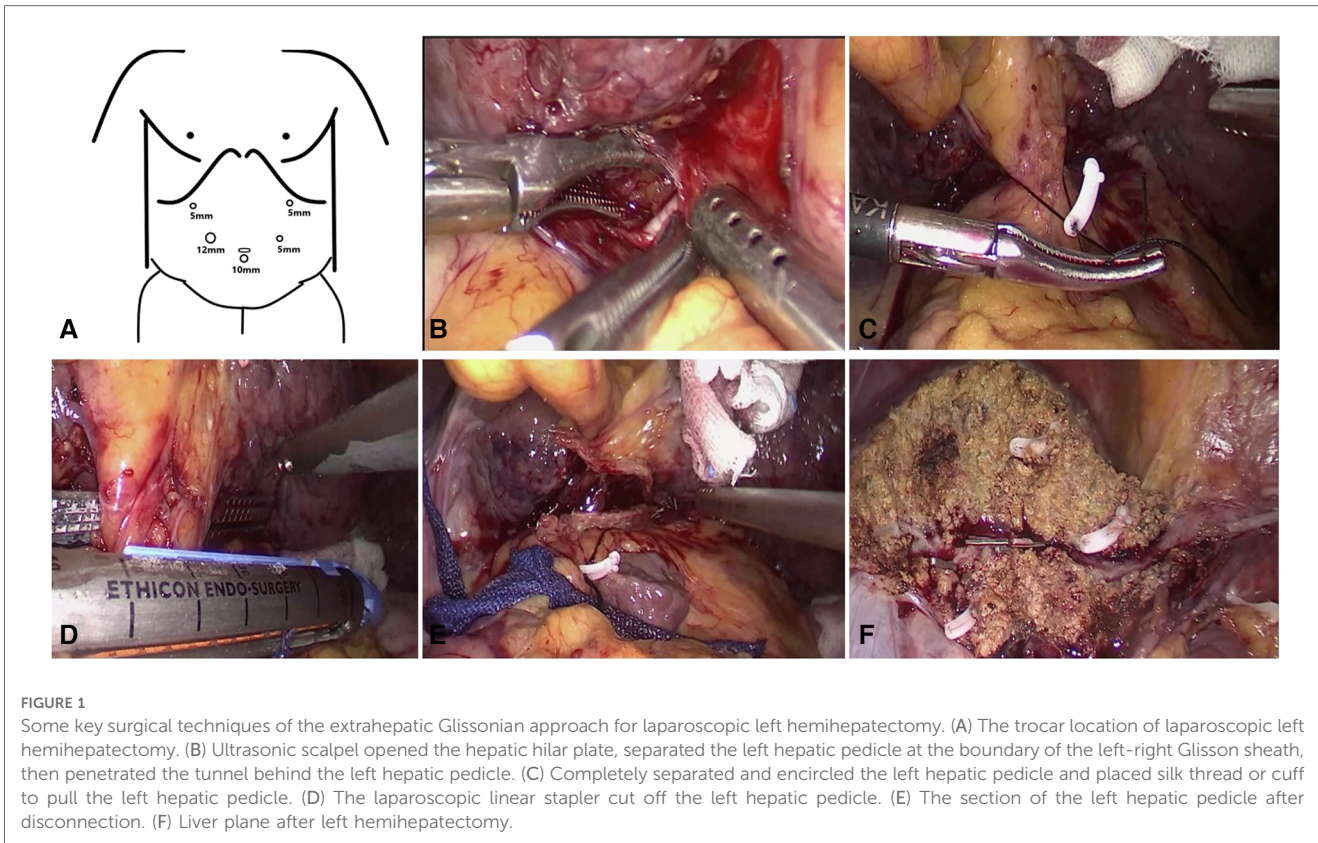 5mm
5mm
12mm
5mm
10mm
A
B
KA
C
ETHICON ENDO-SURGERY
D
E
F
FIGURE 1
Some key surgical techniques of the extrahepatic Glissonian approach for laparoscopic left hemihepatectomy. (A) The trocar location of laparoscopic left
hemihepatectomy. (B) Ultrasonic scalpel opened the hepatic hilar plate, separated the left hepatic pedicle at the boundary of the left-right Glisson sheath,
then penetrated the tunnel behind the left hepatic pedicle. (C) Completely separated and encircled the left hepatic pedicle and placed silk thread or cuff
to pull the left hepatic pedicle. (D) The laparoscopic linear stapler cut off the left hepatic pedicle. (E) The section of the left hepatic pedicle after
disconnection. (F) Liver plane after left hemihepatectomy.